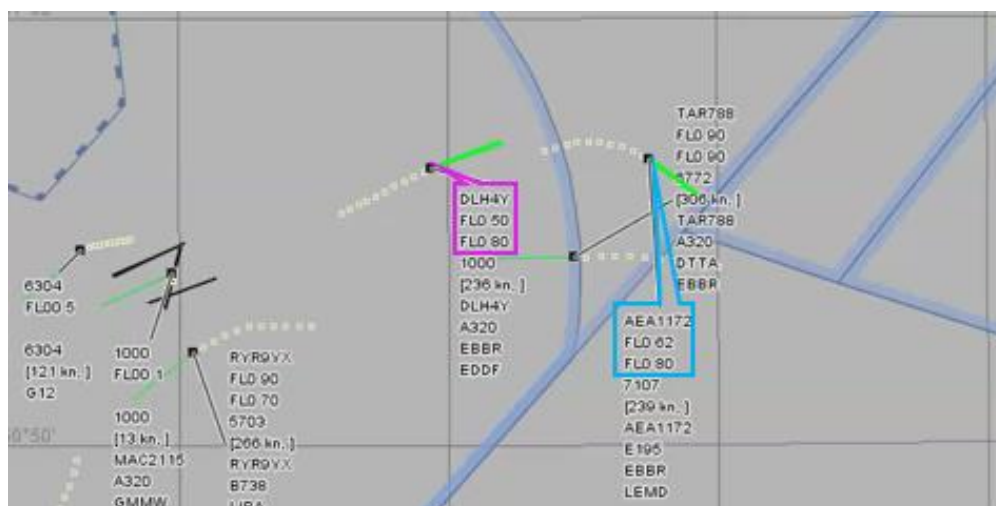 TAR788
FL0 90
FL0 90
[306 kn. ]
TAR788
A320
DTTA
EBBR
DLH4Y
FL0 50
FL0 80
1000
[236 kn. ]
DLH4Y
A320
EBBR
EDDF
AEA1172
FL0 62
FL0 80
7107
[239 kn. ]
AEA1172
E195
EBBR
LEMD
6304
FL00 5
6304
[121 kn. ]
G12
1000
FL00 1
1000
[13 kn. ]
MAC2115
A320
GMMW
RYR9YX
FL0 90
FL0 70
5703
[266 kn. ]
RYR9YX
B738